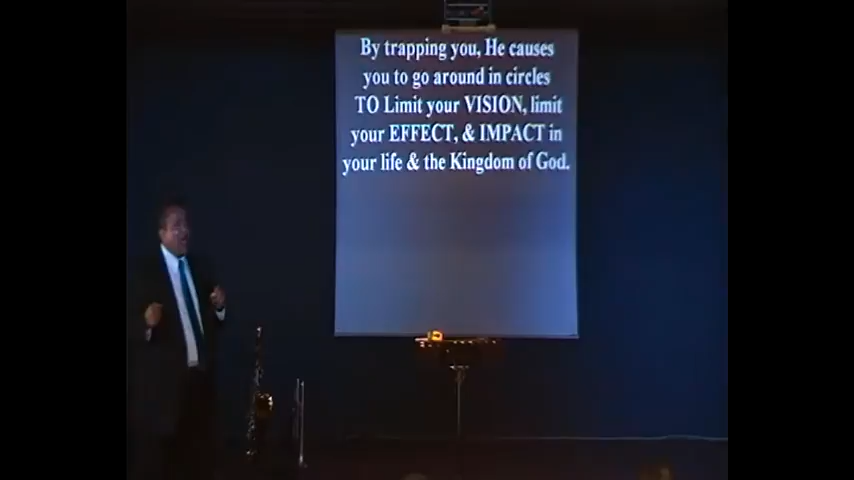 By trapping you, He causes
you to go around in circles
TO Limit your VISION, limit
your EFFECT, & IMPACT in
your life & the Kingdom of God.